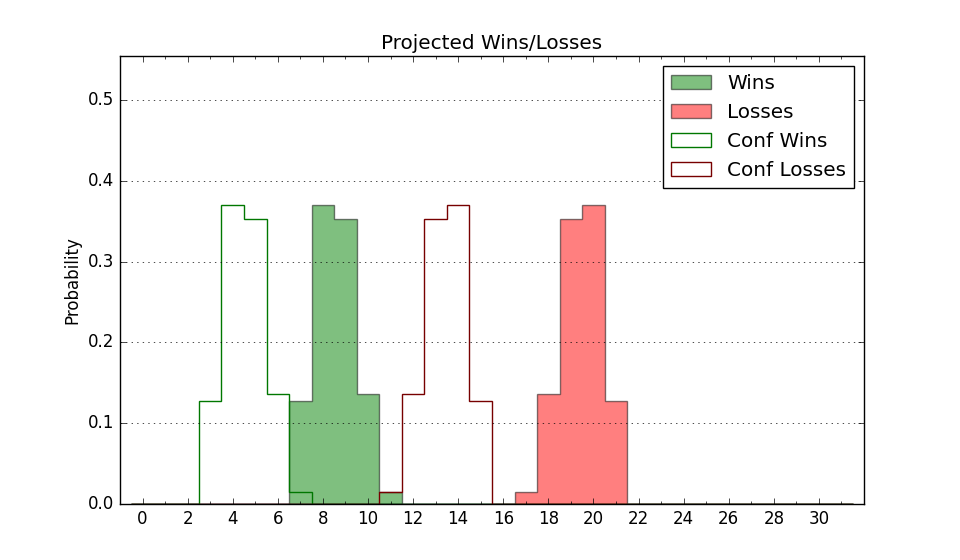 Projected Wins/Losses
Wins
Losses
Conf Wins
Conf Losses
Probability
0.5
0.4
0.3
0.2
0.1
0.0
0 2 4 6 8 10 12 14 16 18 20 22 24 26 28 30